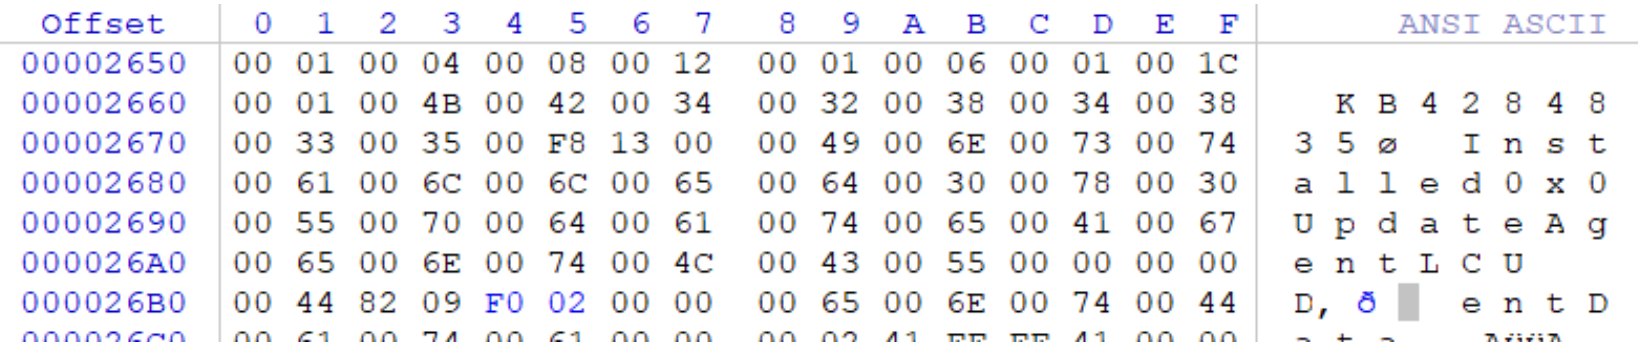 Offset 0 1 2 3 4 5 6 7 8 9 A B C D E F ANSI ASCII
00002650 00 01 00 04 00 08 00 12 00 01 00 06 00 01 00 1C
00002660 00 01 00 4B 00 42 00 34 00 32 00 38 00 34 00 38 K B 4 2 8 4 8
00002670 00 33 00 35 00 F8 13 00 00 49 00 6E 00 73 00 74 3 5 ø I n s t
00002680 00 61 00 6C 00 6C 00 65 00 64 00 30 00 78 00 30 a l l e d 0 x 0
00002690 00 55 00 70 00 64 00 61 00 74 00 65 00 41 00 67 U p d a t e A g
000026A0 00 65 00 6E 00 74 00 4C 00 43 00 55 00 00 00 00 e n t L C U
000026B0 00 44 82 09 F0 02 00 00 00 65 00 6E 00 74 00 44 D, ð e n t D